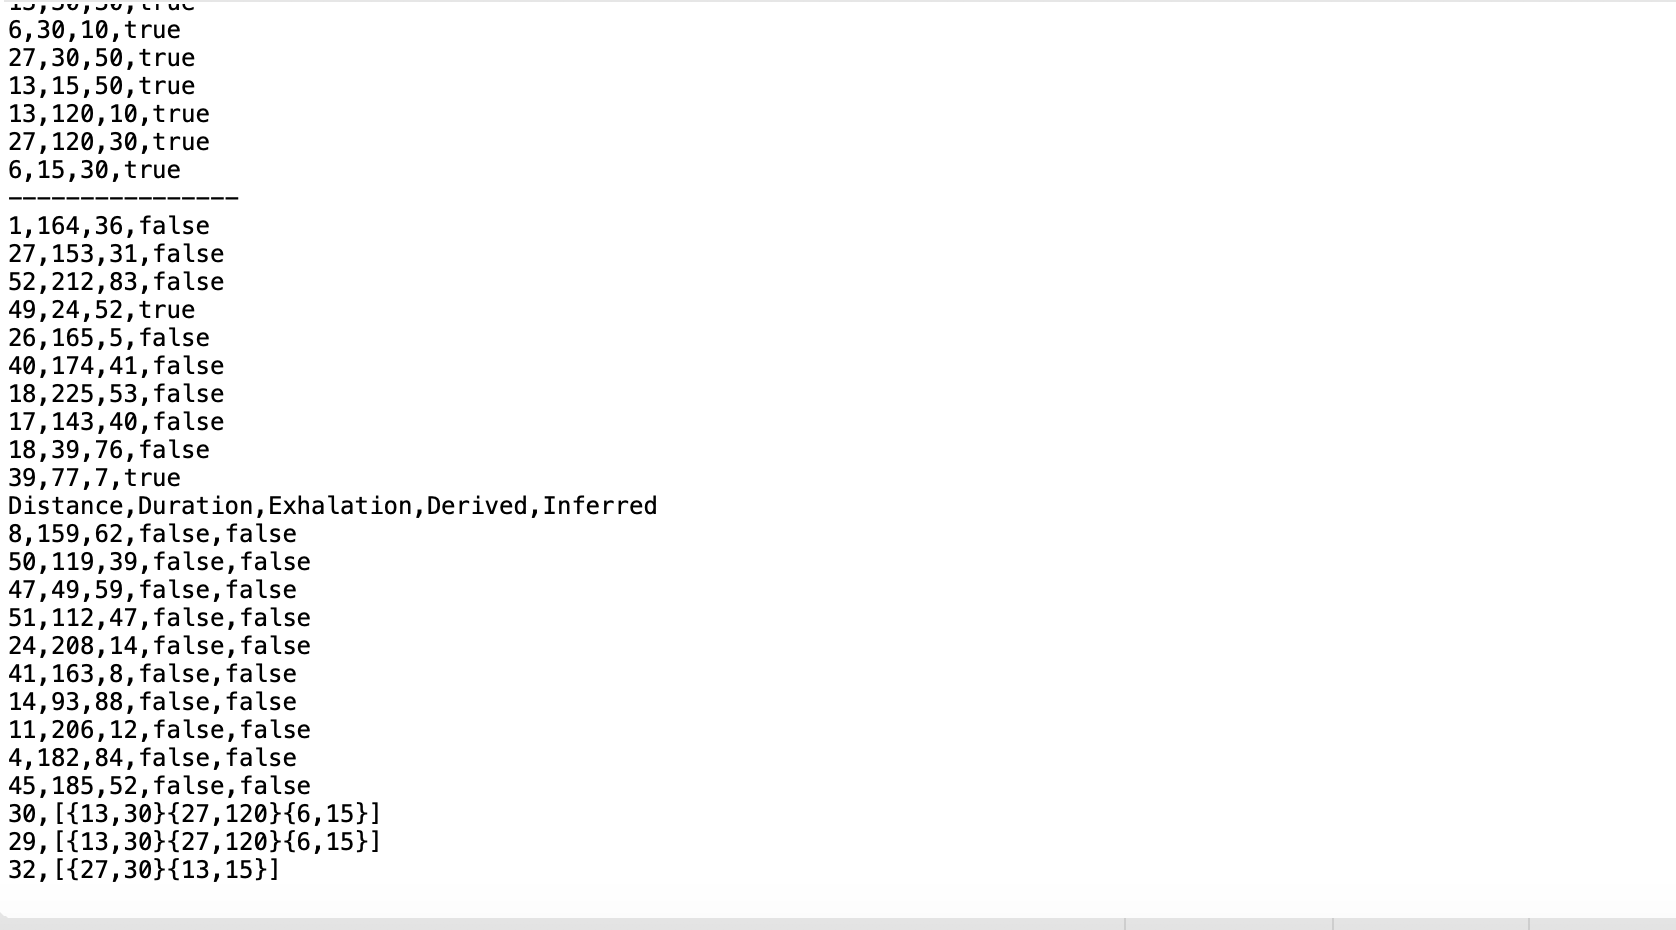 13,30,30,true
6,30,10,true
27,30,50,true
13,15,50,true
13,120,10,true
27,120,30,true
6,15,30,true
----------------
1,164,36,false
27,153,31,false
52,212,83,false
49,24,52,true
26,165,5,false
40,174,41,false
18,225,53,false
17,143,40,false
18,39,76,false
39,77,7,true
Distance,Duration,Exhalation,Derived,Inferred
8,159,62,false,false
50,119,39,false,false
47,49,59,false,false
51,112,47,false,false
24,208,14,false,false
41,163,8,false,false
14,93,88,false,false
11,206,12,false,false
4,182,84,false,false
45,185,52,false,false
30,[{13,30}{27,120}{6,15}]
29,[{13,30}{27,120}{6,15}]
32,[{27,30}{13,15}]